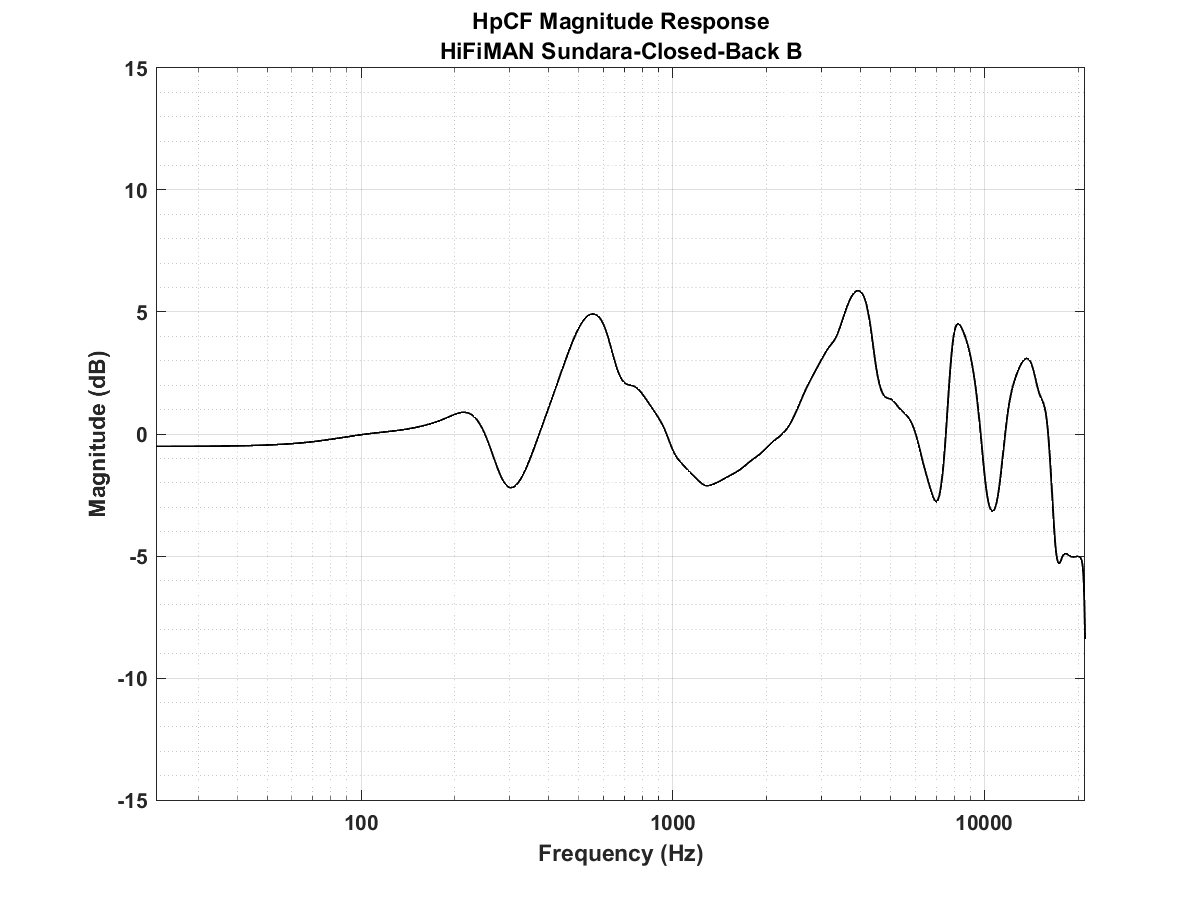 HpCF Magnitude Response
HiFiMAN Sundara-Closed-Back B
15
10
5
0
-5
-10
-15
Magnitude (dB)
100
1000
10000
Frequency (Hz)